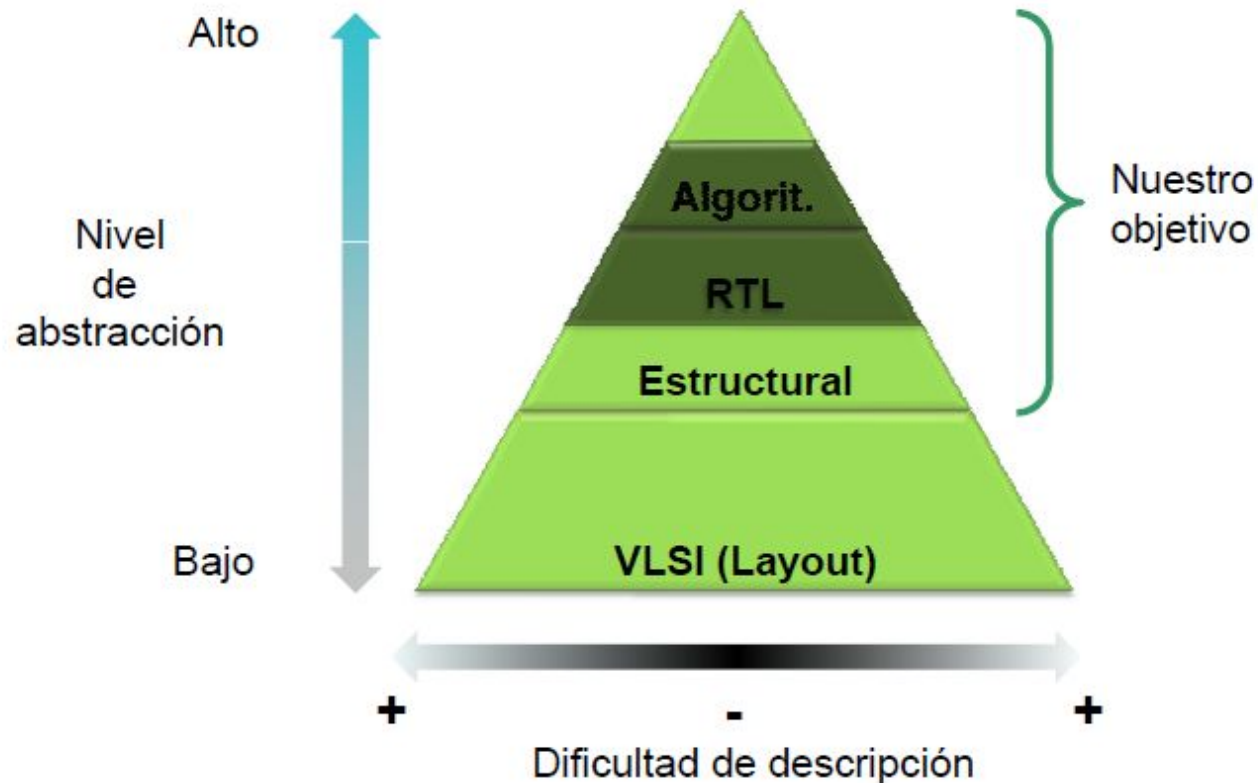 Alto
Nivel
de
abstracción
Bajo
Algorit.
RTL
Estructural
VLSI (Layout)
Nuestro
objetivo
+ - +
Dificultad de descripción